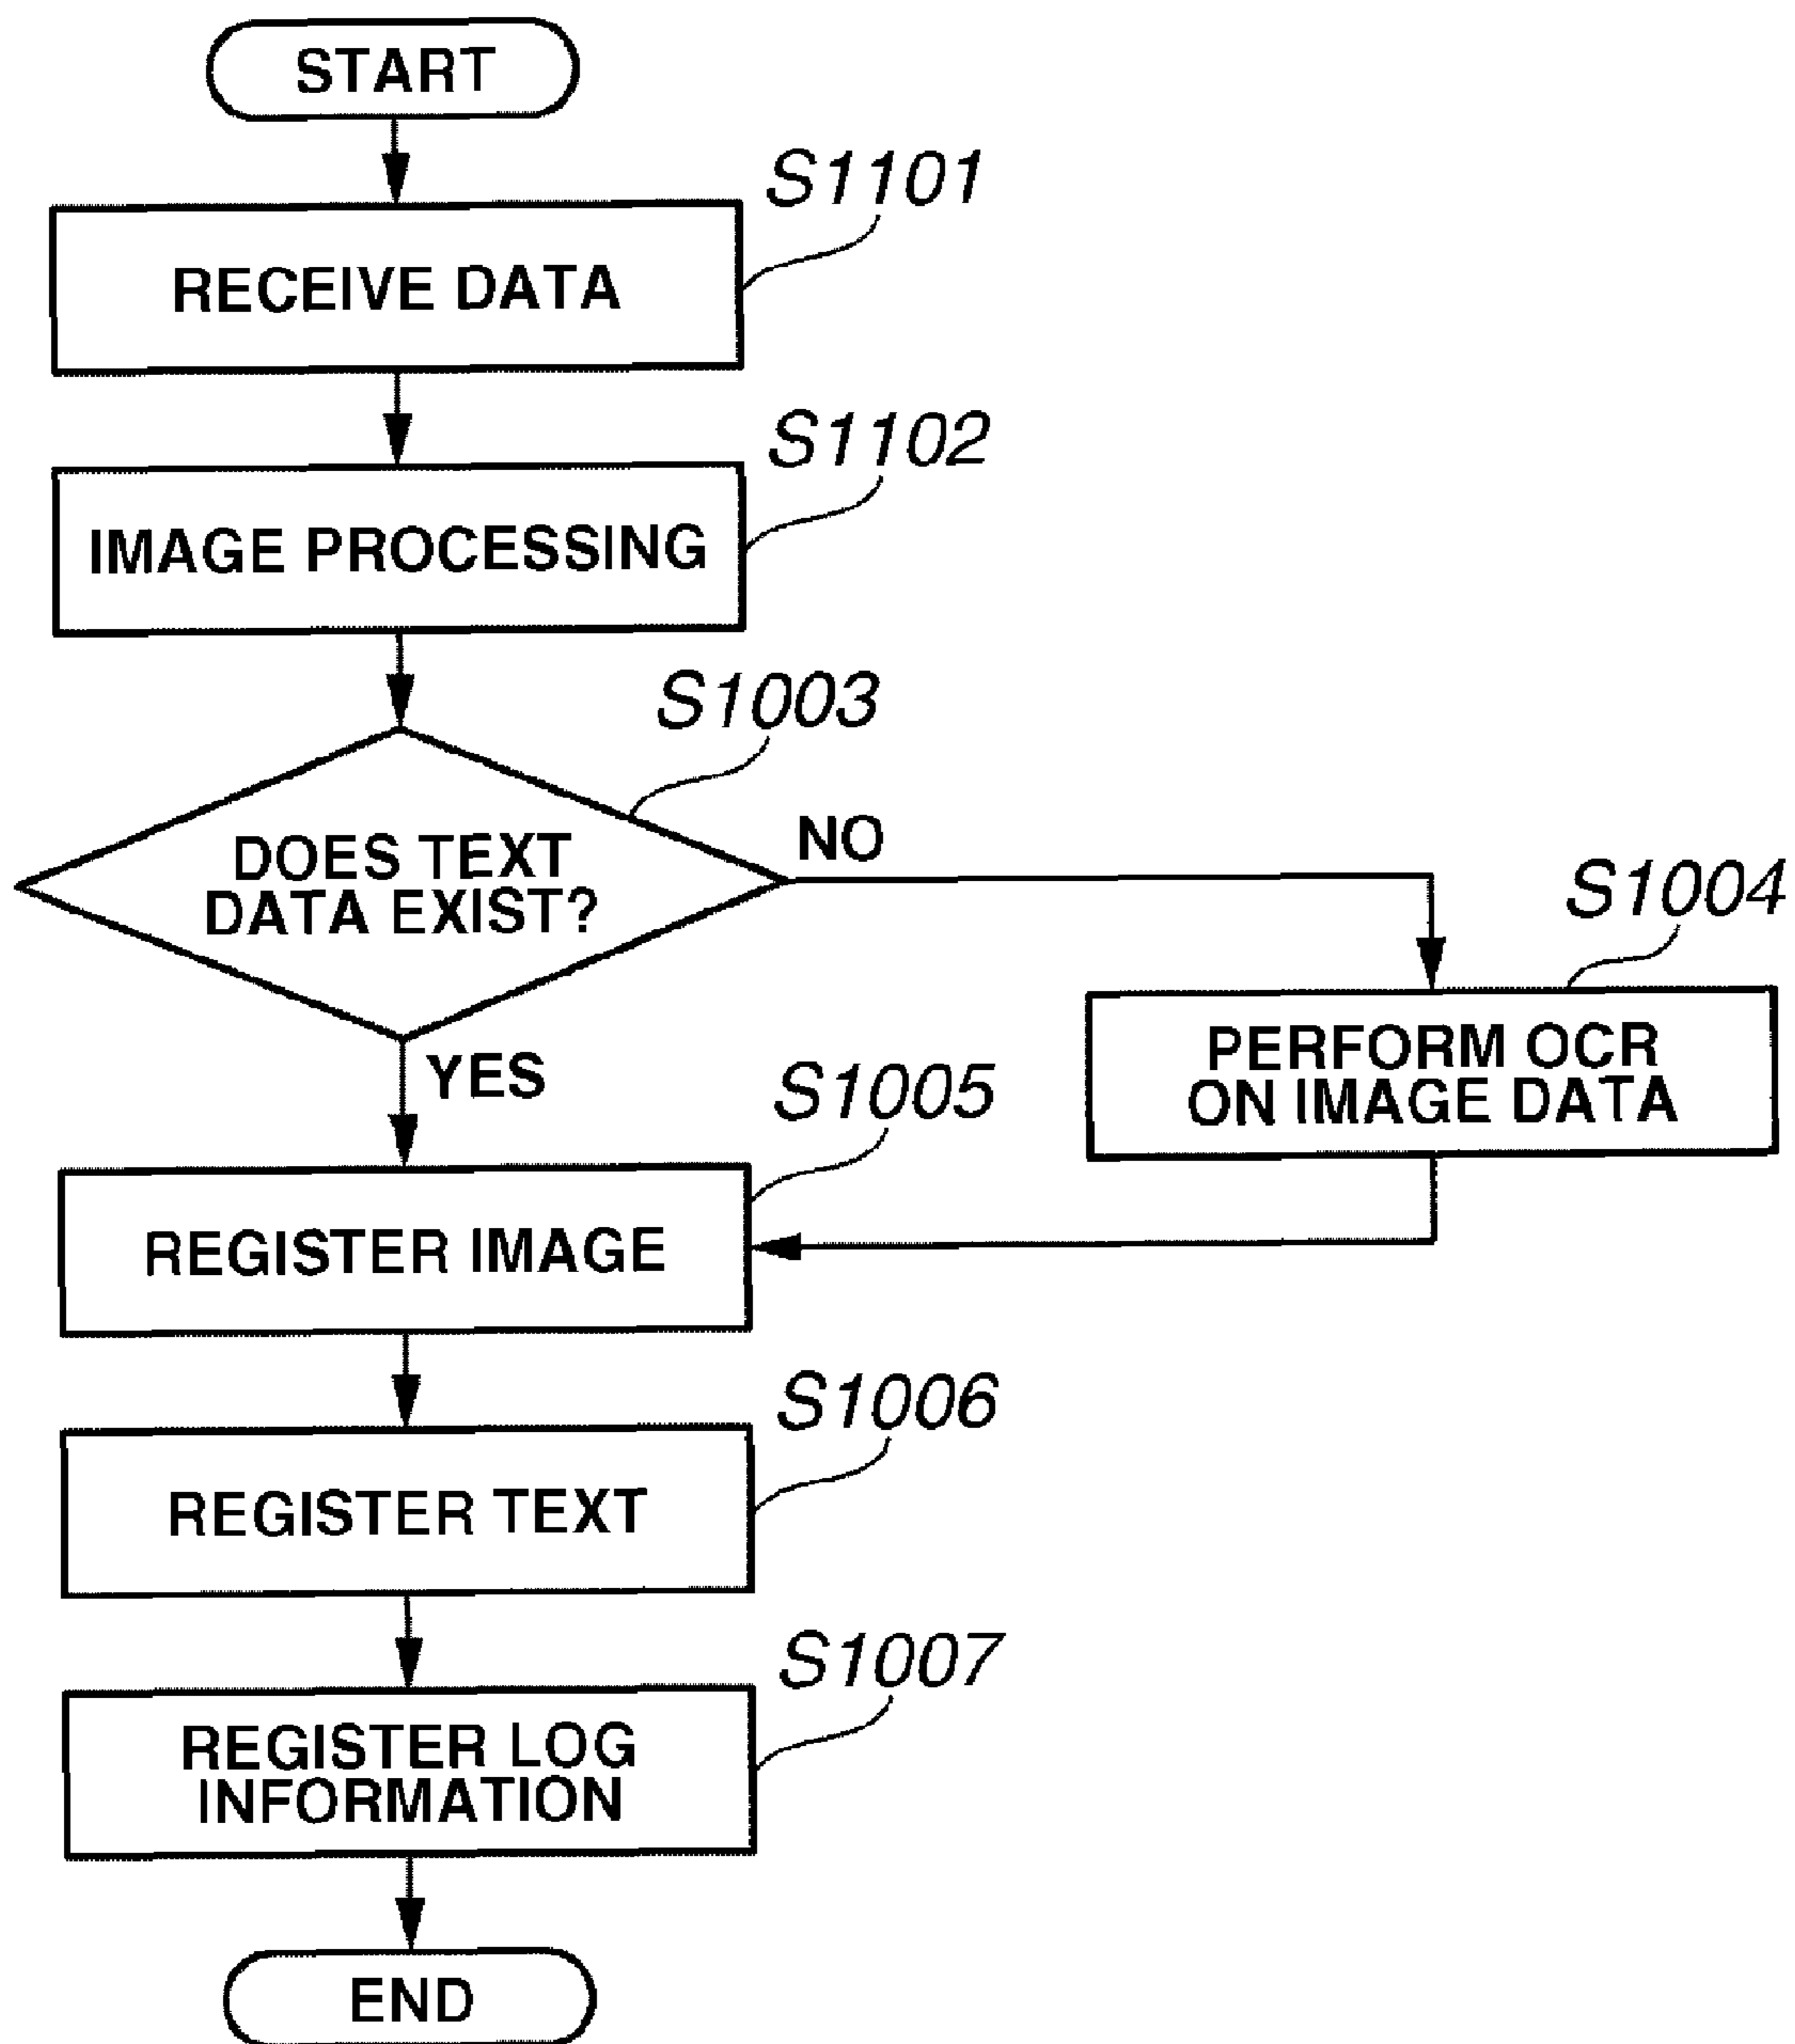 START
S1101
RECEIVE DATA
S1102
IMAGE PROCESSING
S1003
DOES TEXT
DATA EXIST?
NO
S1004
PERFORM OCR
ON IMAGE DATA
YES
S1005
REGISTER IMAGE
S1006
REGISTER TEXT
S1007
REGISTER LOG
INFORMATION
END